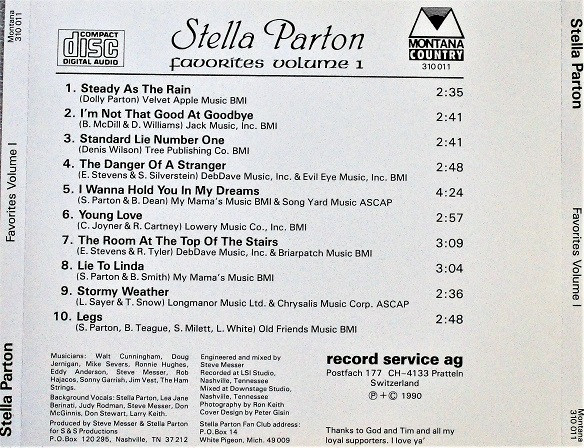 Montana
310 011
Favorites Volume I
Stella Parton
COMPACT
disc
DIGITAL AUDIO
Stella Parton
favorites volume 1
MONTANA
COUNTRY
310 011
1. Steady As The Rain 2:35
(Dolly Parton) Velvet Apple Music BMI
2. I'm Not That Good At Goodbye 2:41
(B. McDill & D. Williams) Jack Music, Inc. BMI
3. Standard Lie Number One 2:41
(Denis Wilson) Tree Publishing Co. BMI
4. The Danger Of A Stranger 2:48
(E. Stevens & S. Silverstein) DebDave Music, Inc. & Evil Eye Music, Inc. BMI
5. I Wanna Hold You In My Dreams 4:24
(S. Parton & B. Dean) My Mama's Music BMI & Song Yard Music ASCAP
6. Young Love 2:57
(C. Joyner & R. Cartney) Lowery Music Co., Inc. BMI
7. The Room At The Top Of The Stairs 3:09
(E. Stevens & R. Tyler) DebDave Music, Inc. & Briarpatch Music BMI
8. Lie To Linda 3:04
(S. Parton & B. Smith) My Mama's Music BMI
9. Stormy Weather 2:36
(L. Sayer & T. Snow) Longmanor Music Ltd. & Chrysalis Music Corp. ASCAP
10. Legs 2:48
(S. Parton, B. Teague, S. Milett, L. White) Old Friends Music BMI
Musicians: Walt Cunningham, Doug
Jernigan, Mike Severs, Ronnie Hughes,
Eddy Anderson, Steve Messer, Rob
Hajacos, Sonny Garrish, Jim Vest, The Ham
Strings.
Background Vocals: Stella Parton, Lea Jane
Berinati, Judy Rodman, Steve Messer, Don
McGinnis, Don Stewart, Larry Keith.
Produced by Steve Messer & Stella Parton
for S & S Productions
P.O.Box 120 295, Nashville, TN 37 212
Engineered and mixed by
Steve Messer
Recorded at LSI Studio,
Nashville, Tennessee
Mixed at Downstage Studio,
Nashville, Tennessee
Photography by Ron Keith
Cover Design by Peter Gisin
Stella Parton Fan Club address:
P.O.Box 14
White Pigeon, Mich. 49 009
record service ag
Postfach 177 CH-4133 Pratteln
Switzerland
Ⓟ + © 1990
Thanks to God and Tim and all my
loyal supporters. I love ya'
Stella Parton
Favorites Volume I
Montana
310 011